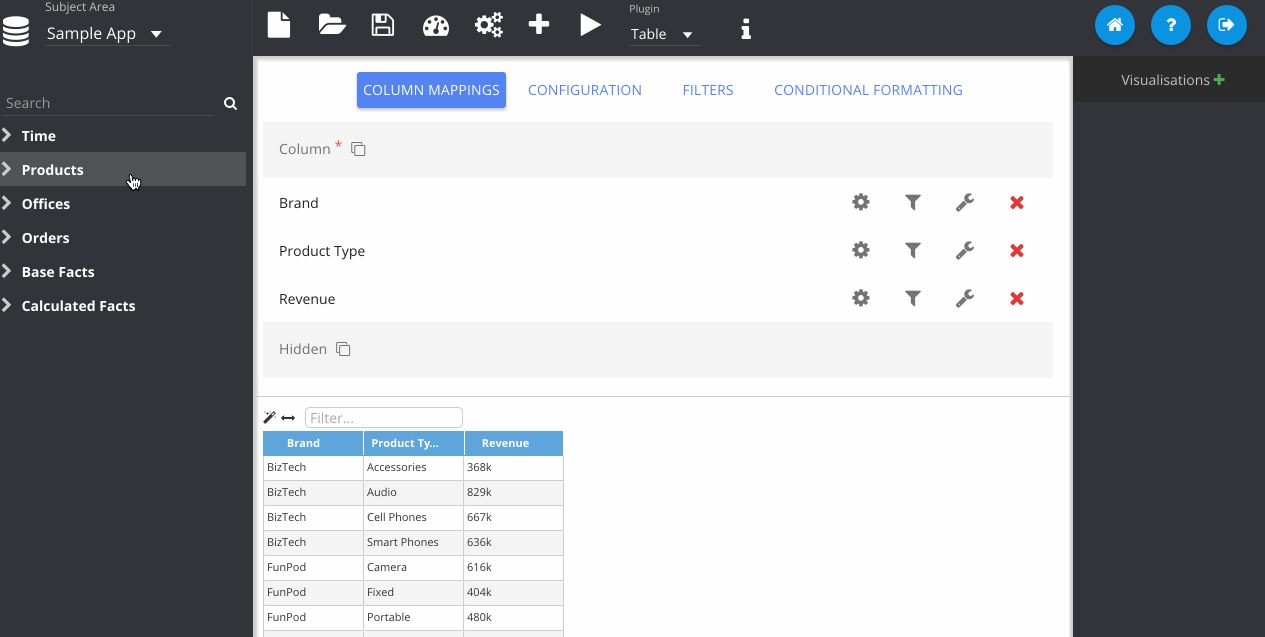 Subject Area
Sample App
Plugin
Table
?
Search
Time
Products
Offices
Orders
Base Facts
Calculated Facts
COLUMN MAPPINGS CONFIGURATION FILTERS CONDITIONAL FORMATTING
Column *
Brand
Product Type
Revenue
Hidden
Filter...
Brand Product Ty... Revenue
BizTech Accessories 368k
BizTech Audio 829k
BizTech Cell Phones 667k
BizTech Smart Phones 636k
FunPod Camera 616k
FunPod Fixed 404k
FunPod Portable 480k
Visualisations +